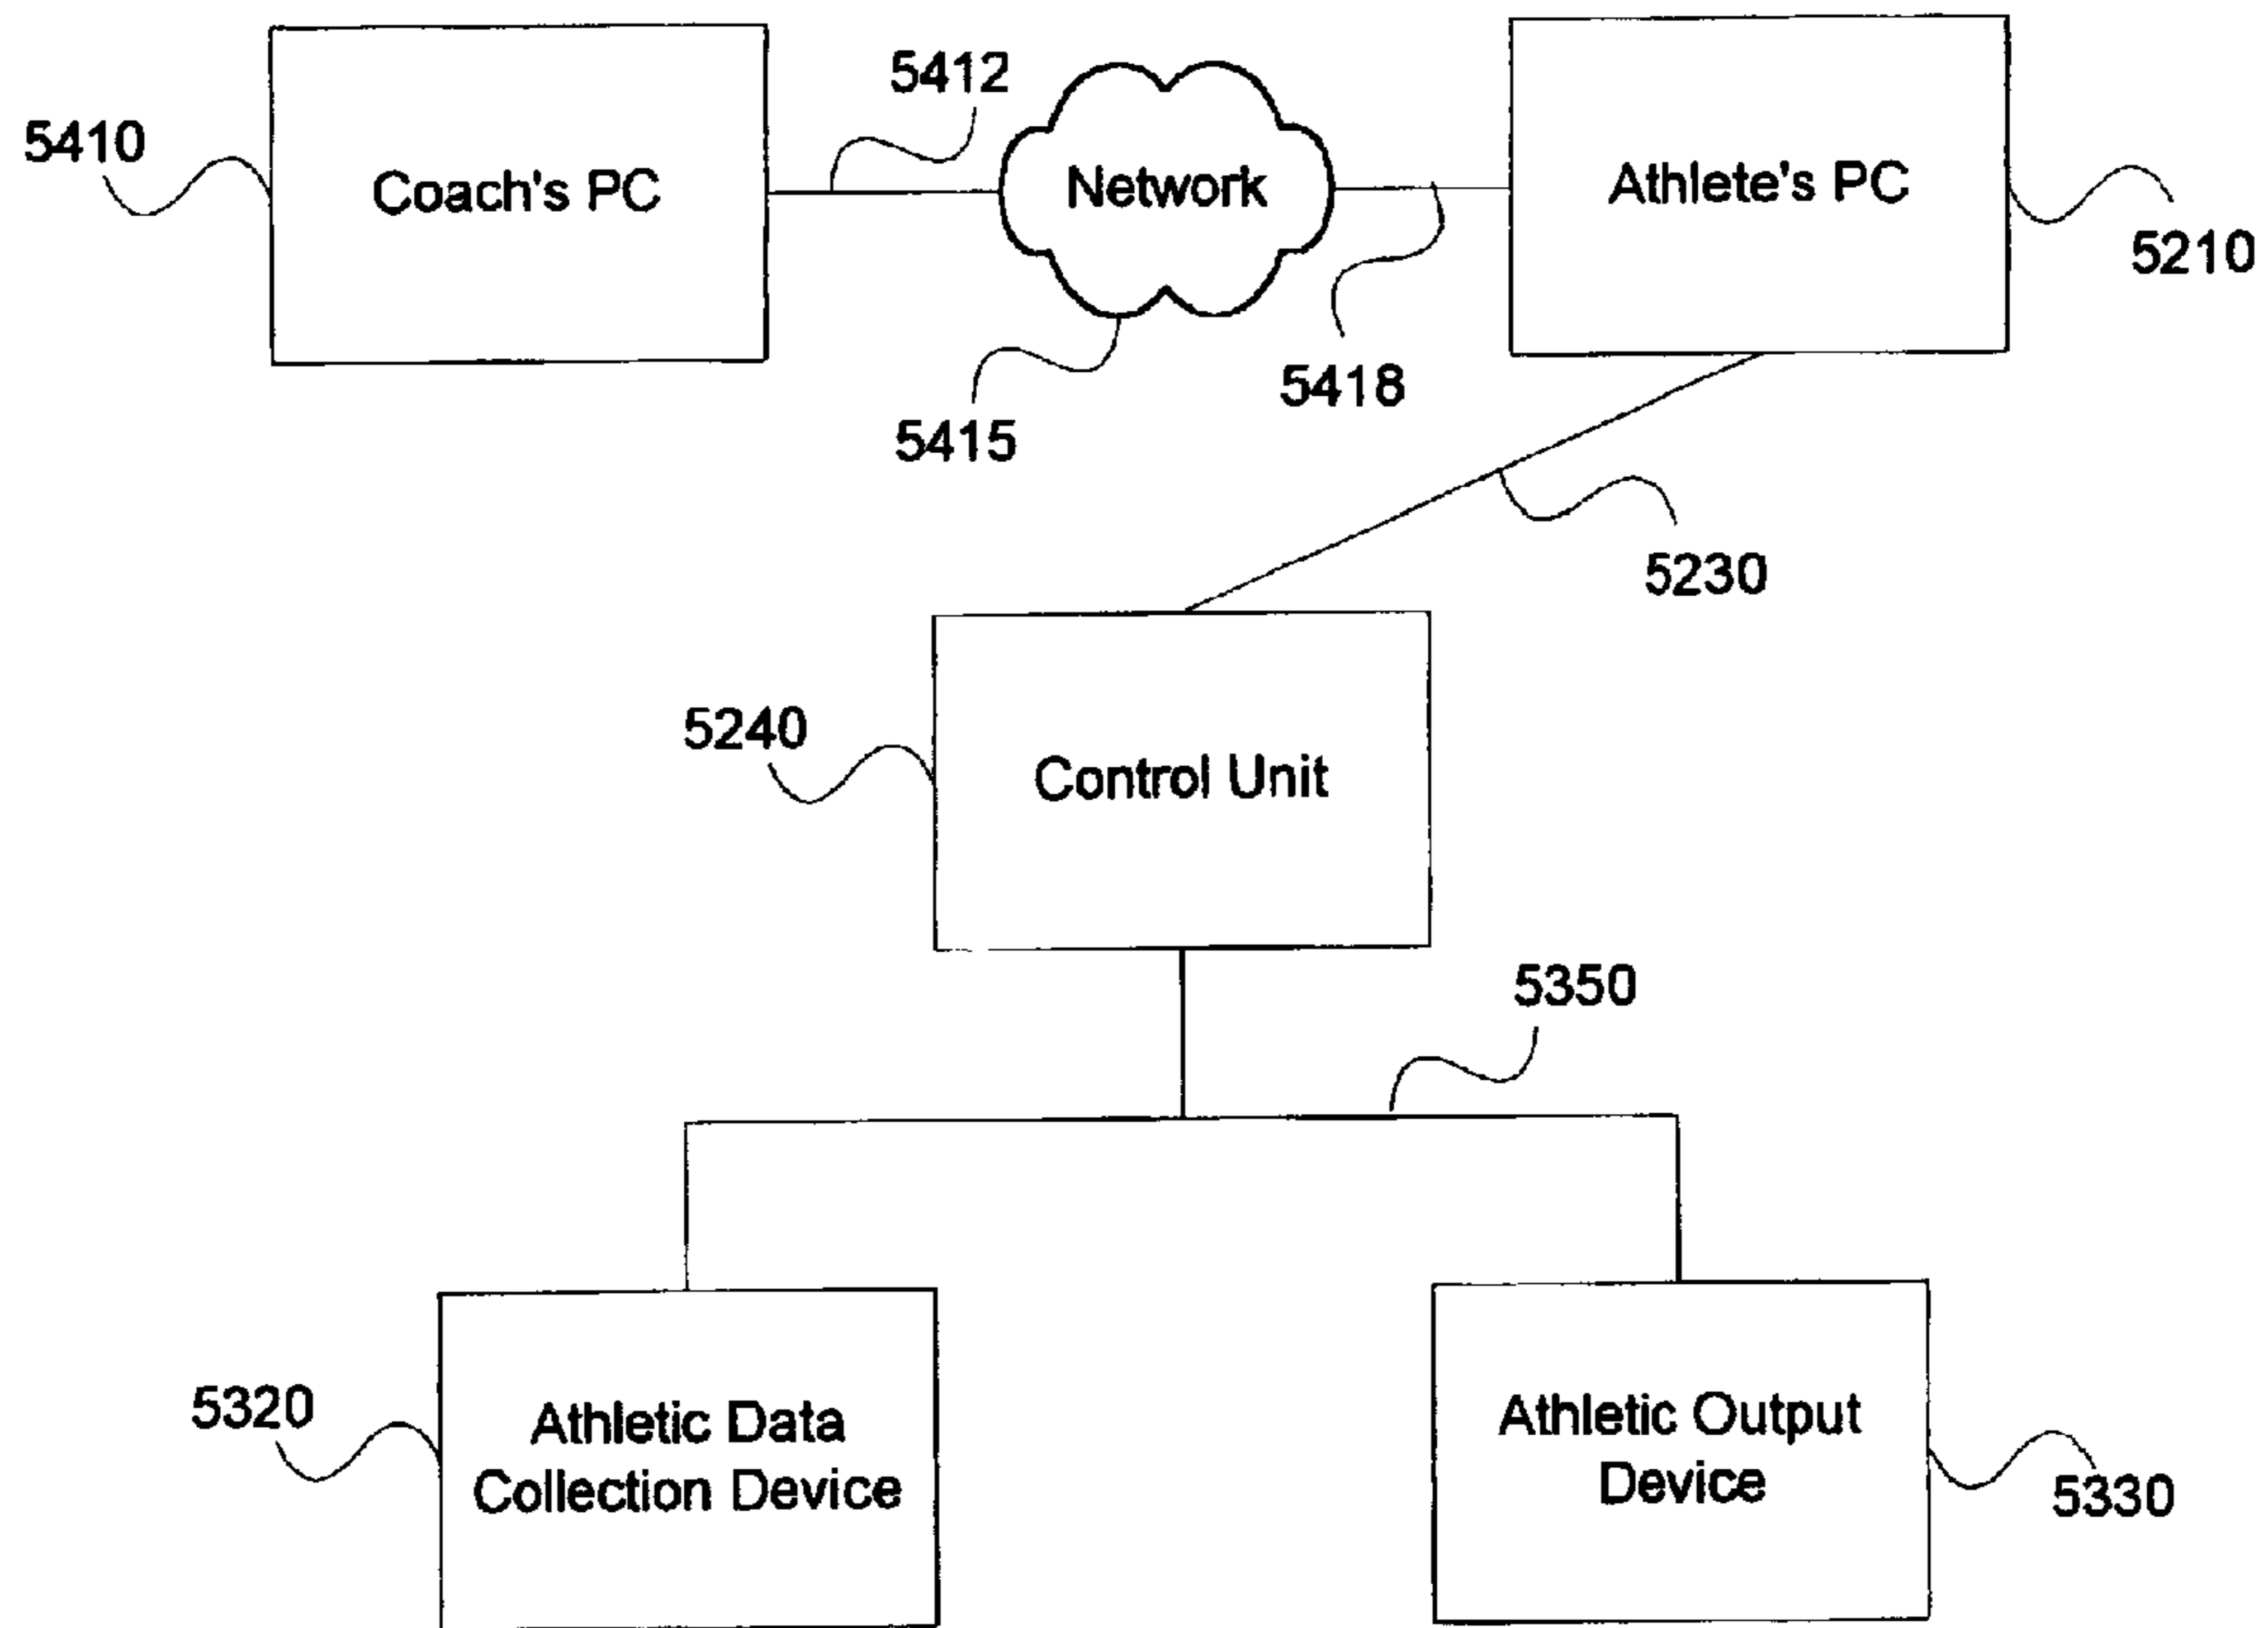 5412
5410
Coach's PC
Network
Athlete's PC
5210
5418
5415
5230
5240
Control Unit
5350
5320
Athletic Data
Collection Device
Athletic Output
Device
5330